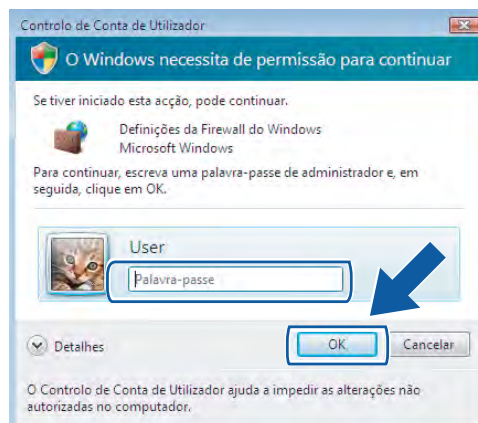 Controlo de Conta de Utilizador
O Windows necessita de permissão para continuar
Se tiver iniciado esta acção, pode continuar.
Definições da Firewall do Windows
Microsoft Windows
Para continuar, escreva uma palavra-passe de administrador e, em
seguida, clique em OK.
User
Palavra-passe
Detalhes
OK
Cancelar
O Controlo de Conta de Utilizador ajuda a impedir as alterações não
autorizadas no computador.